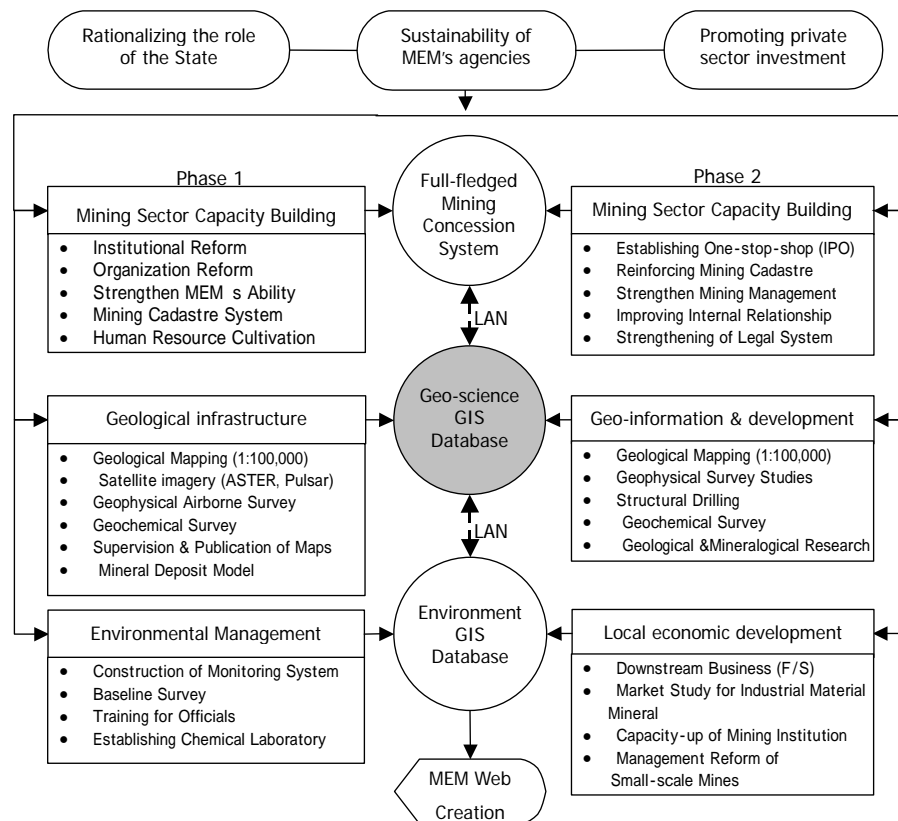 Rationalizing the role
of the State
Sustainability of
MEM's agencies
Promoting private
sector investment
Phase 1
Mining Sector Capacity Building
• Institutional Reform
• Organization Reform
• Strengthen MEM s Ability
• Mining Cadastre System
• Human Resource Cultivation
Full-fledged
Mining
Concession
System
Phase 2
Mining Sector Capacity Building
• Establishing One-stop-shop (IPO)
• Reinforcing Mining Cadastre
• Strengthen Mining Management
• Improving Internal Relationship
• Strengthening of Legal System
LAN
Geological infrastructure
• Geological Mapping (1:100,000)
• Satellite imagery (ASTER, Pulsar)
• Geophysical Airborne Survey
• Geochemical Survey
• Supervision & Publication of Maps
• Mineral Deposit Model
Geo-science
GIS
Database
Geo-information & development
• Geological Mapping (1:100,000)
• Geophysical Survey Studies
• Structural Drilling
• Geochemical Survey
• Geological &Mineralogical Research
LAN
Environmental Management
• Construction of Monitoring System
• Baseline Survey
• Training for Officials
• Establishing Chemical Laboratory
Environment
GIS
Database
Local economic development
• Downstream Business (F/S)
• Market Study for Industrial Material
Mineral
• Capacity-up of Mining Institution
• Management Reform of
Small-scale Mines
MEM Web
Creation